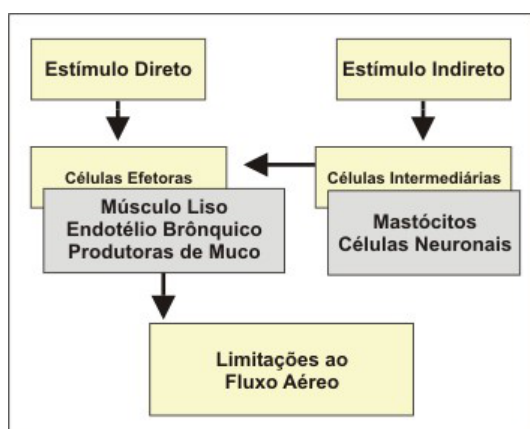 Estímulo Direto
Estímulo Indireto
Células Efetoras
Células Intermediárias
Músculo Liso
Endotélio Brônquico
Produtoras de Muco
Mastócitos
Células Neuronais
Limitações ao
Fluxo Aéreo